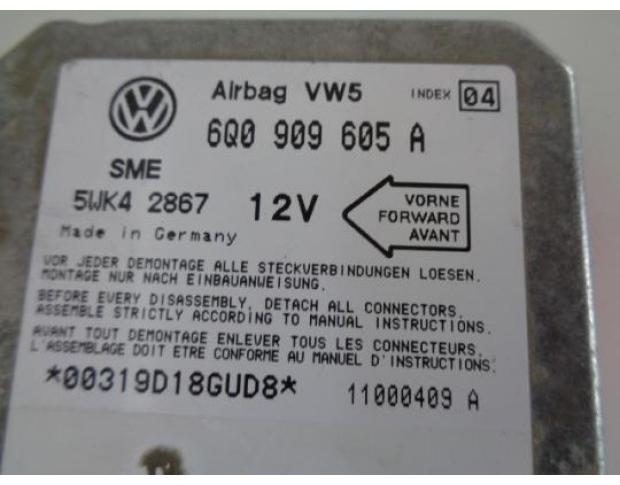 Airbag VW5 INDEX 04
6Q0 909 605 A
SME
5WK4 2867 12V
VORNE
FORWARD
AVANT
Made in Germany
VOR JEDER DEMONTAGE ALLE STECKVERBINDUNGEN LOESEN.
MONTAGE NUR NACH EINBAUANWEISUNG.
BEFORE EVERY DISASSEMBLY, DETACH ALL CONNECTORS.
ASSEMBLE STRICTLY ACCORDING TO MANUAL INSTRUCTIONS.
AVANT TOUT DEMONTAGE ENLEVER TOUS LES CONNECTEURS.
L'ASSEMBLAGE DOIT ETRE CONFORME AU MANUEL D'INSTRUCTIONS.
*00319D18GUD8* 11000409 A